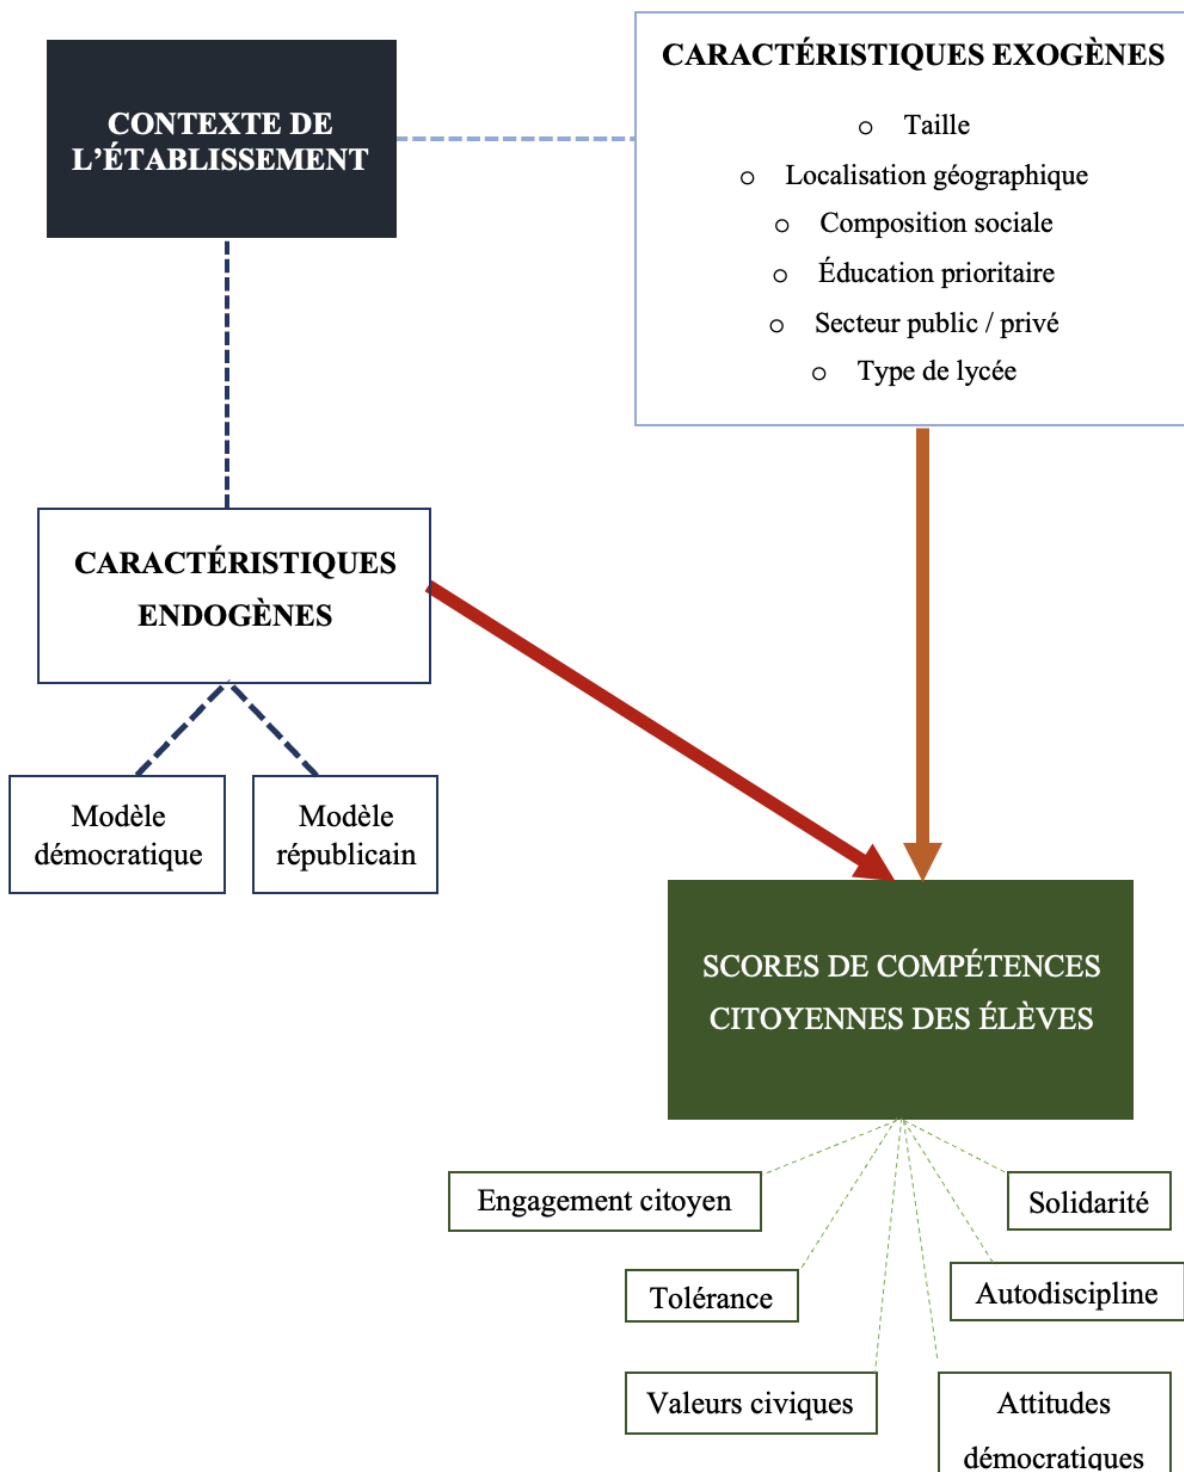 CONTEXTE DE
L’ÉTABLISSEMENT
CARACTÉRISTIQUES EXOGÈNES
o Taille
o Localisation géographique
o Composition sociale
o Éducation prioritaire
o Secteur public / privé
o Type de lycée
CARACTÉRISTIQUES
ENDOGÈNES
Modèle
démocratique
Modèle
républicain
SCORES DE COMPÉTENCES
CITOYENNES DES ÉLÈVES
Engagement citoyen
Solidarité
Tolérance
Autodiscipline
Valeurs civiques
Attitudes
démocratiques